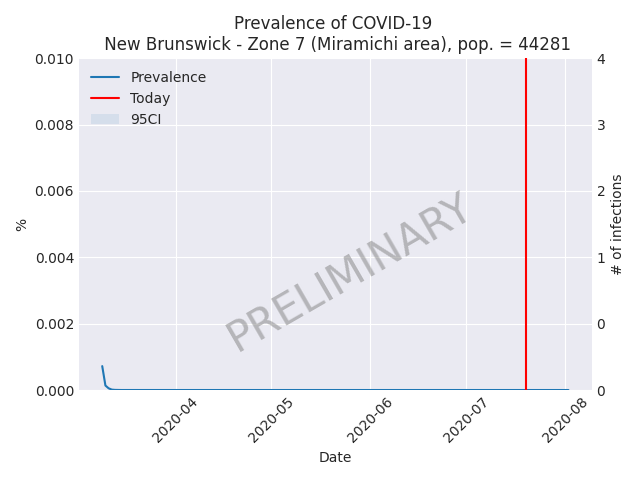 Prevalence of COVID-19
New Brunswick - Zone 7 (Miramichi area), pop. = 44281
Prevalence
Today
95CI
0.010
0.008
0.006
0.004
0.002
0.000
%
4
3
2
1
0
0
# of infections
PRELIMINARY
2020-04
2020-05
2020-06
2020-07
2020-08
Date